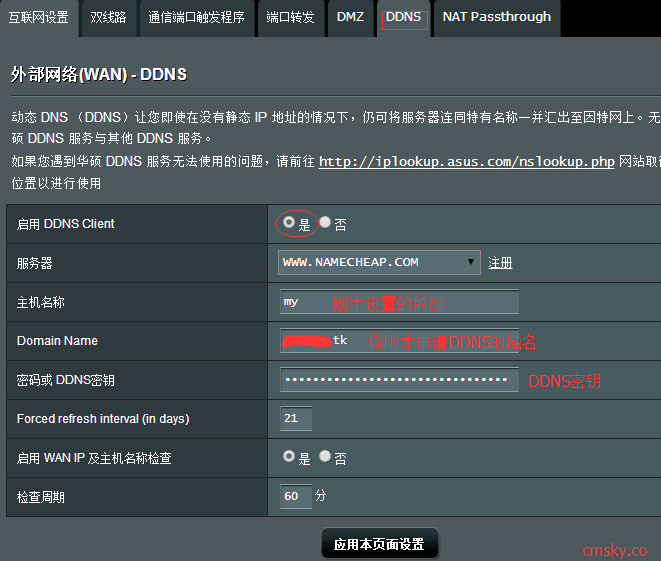 互联网设置 双线路 通信端口触发程序 端口转发 DMZ DDNS NAT Passthrough
外部网络(WAN) - DDNS
动态 DNS （DDNS）让您即使在没有静态 IP 地址的情况下，仍可将服务器连同特有名称一并汇出至因特网上。无
硕 DDNS 服务与其他 DDNS 服务。
如果您遇到华硕 DDNS 服务无法使用的问题，请前往 http://iplookup.asus.com/nslookup.php 网站取得
位置以进行使用
启用 DDNS Client 是 否
服务器 WWW.NAMECHEAP.COM 注册
主机名称 my 刚才设置的前缀
Domain Name tk 你刚才申请DDNS的域名
密码或 DDNS密钥 •••••••••••••••••••••••••••••••• DDNS密钥
Forced refresh interval (in days) 21
启用 WAN IP 及主机名称检查 是 否
检查周期 60 分
应用本页面设置
cmsky.co